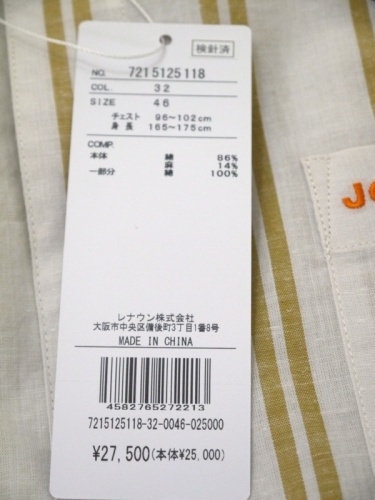 検針済
NO. 7215125118
COL. 32
SIZE 46
チェスト 96〜102cm
身長 165〜175cm
COMP.
本体 綿 86%
麻 14%
一部分 綿 100%
レナウン株式会社
大阪市中央区備後町3丁目1番8号
MADE IN CHINA
4582765272213
7215125118-32-0046-025000
¥27,500(本体¥25,000)